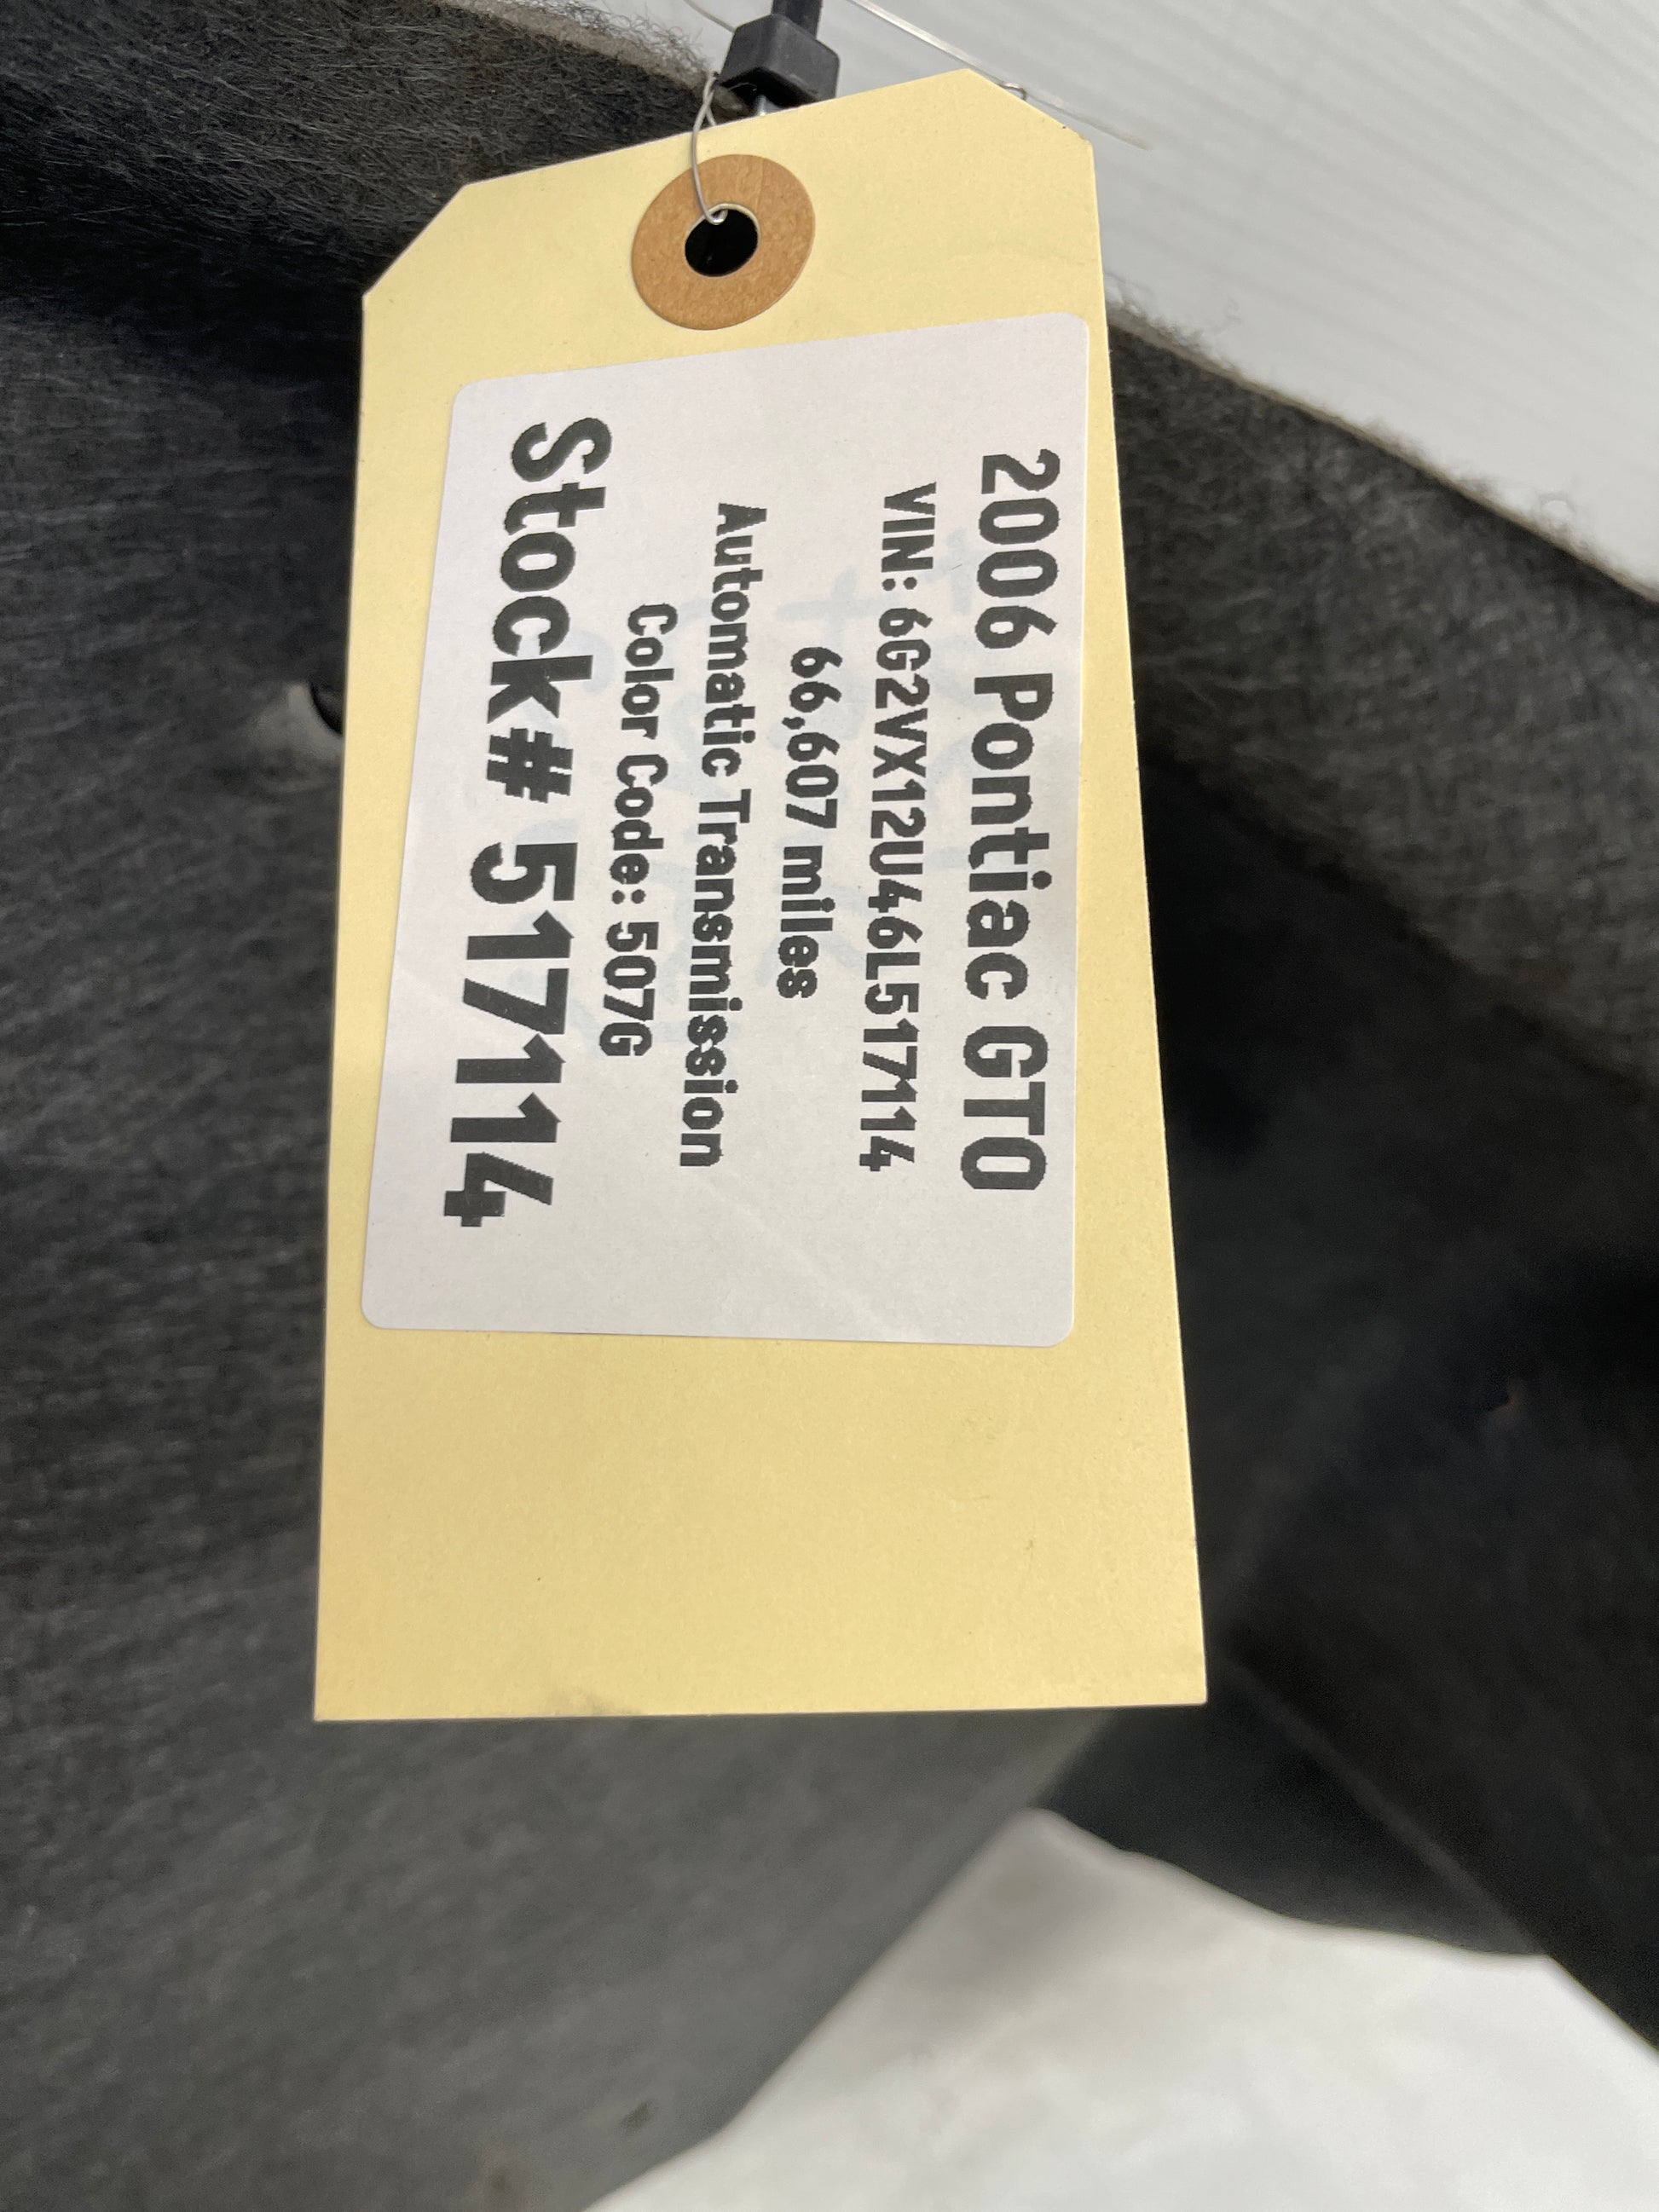 2006 Pontiac GTO
VIN: 6G2VX12U46L517114
66,607 miles
Automatic Transmission
Color Code: 507G
Stock# 517114